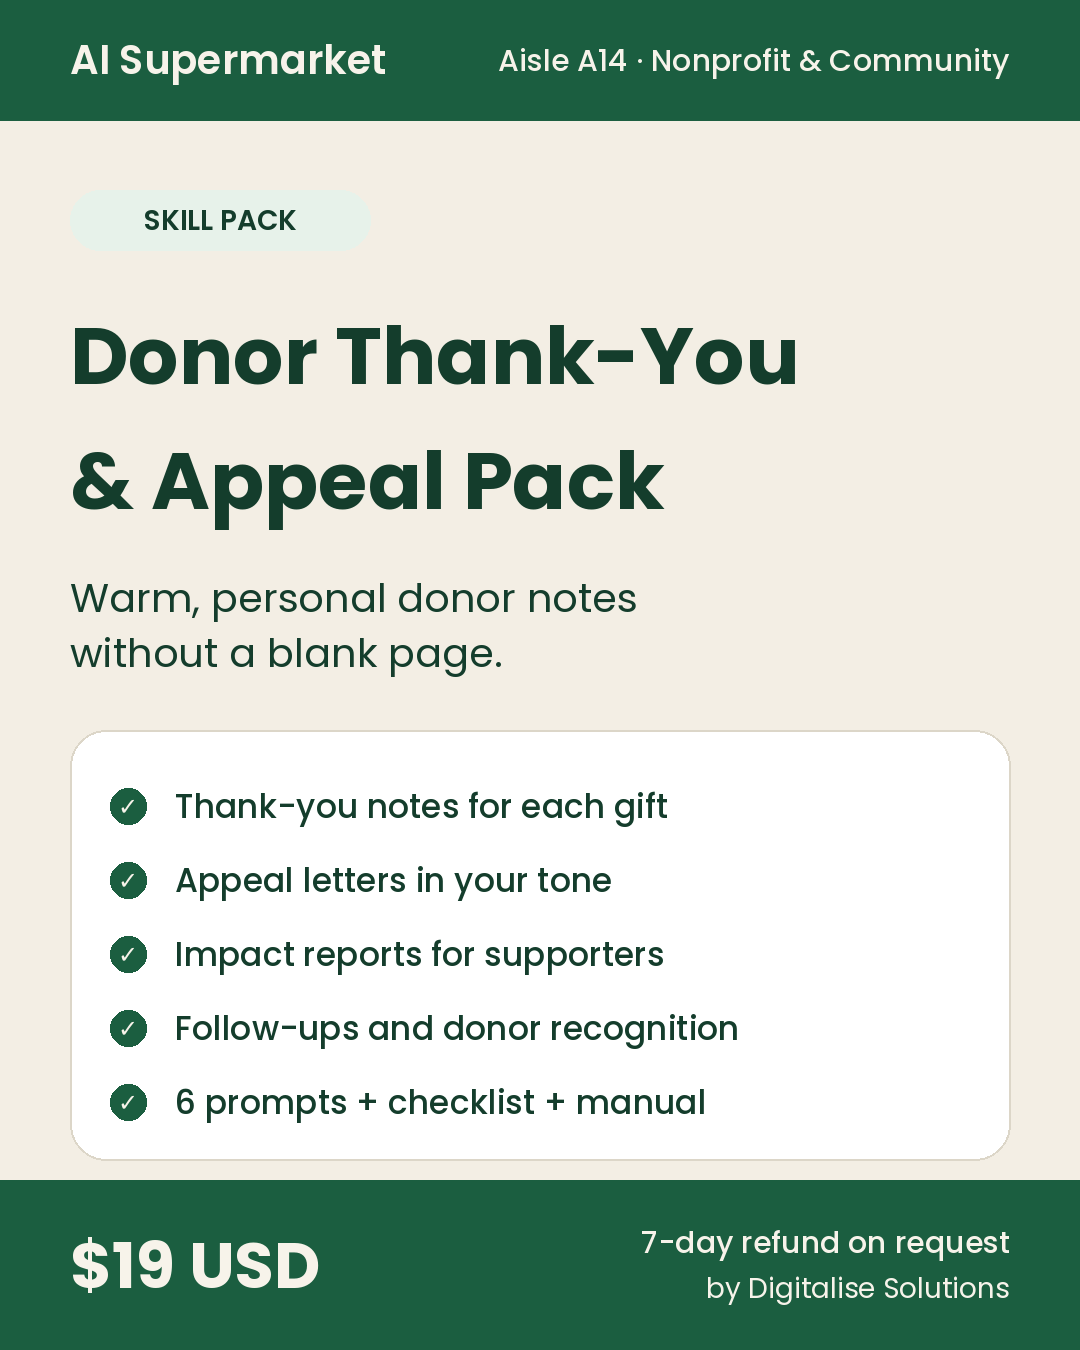 AI Supermarket
Aisle A14 · Nonprofit & Community
SKILL PACK
Donor Thank-You
& Appeal Pack
Warm, personal donor notes
without a blank page.
✓ Thank-you notes for each gift
✓ Appeal letters in your tone
✓ Impact reports for supporters
✓ Follow-ups and donor recognition
✓ 6 prompts + checklist + manual
$19 USD
7-day refund on request
by Digitalise Solutions